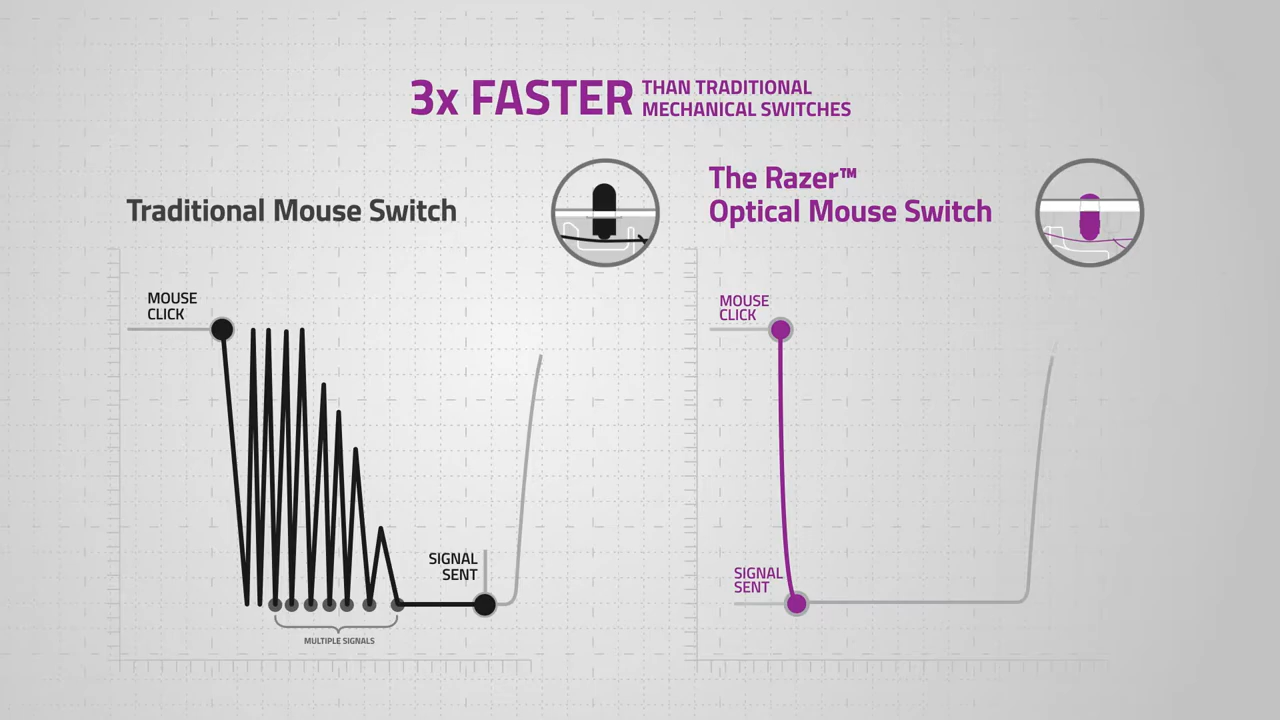 3x FASTER
THAN TRADITIONAL
MECHANICAL SWITCHES
Traditional Mouse Switch
MOUSE
CLICK
SIGNAL
SENT
MULTIPLE SIGNALS
The Razer™
Optical Mouse Switch
MOUSE
CLICK
SIGNAL
SENT